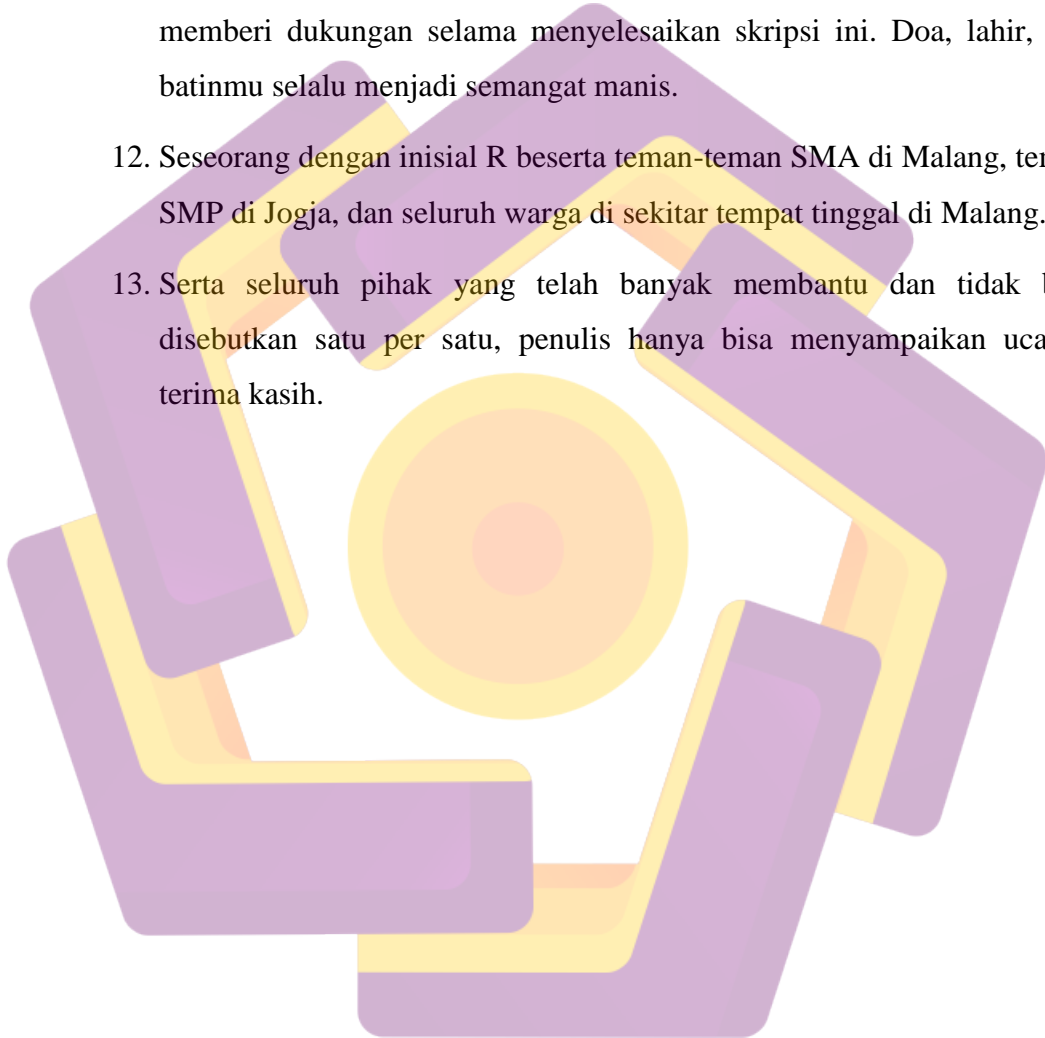 memberi dukungan selama menyelesaikan skripsi ini. Doa, lahir,
batinmu selalu menjadi semangat manis.
12. Seseorang dengan inisial R beserta teman-teman SMA di Malang,
SMP di Jogja, dan seluruh warga di sekitar tempat tinggal di Malang.
13. Serta seluruh pihak yang telah banyak membantu dan tidak
disebutkan satu per satu, penulis hanya bisa menyampaikan
terima kasih.